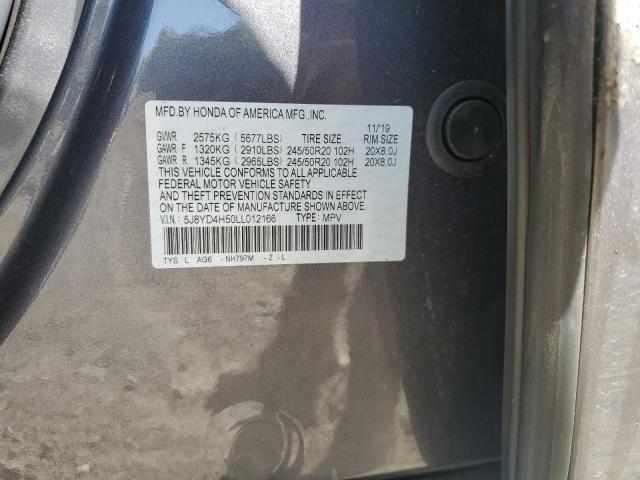 MFD.BY HONDA OF AMERICA MFG.,INC.
11/19
GVWR 2575KG (5677LBS) TIRE SIZE RIM SIZE
GAWR F 1320KG (2910LBS) 245/50R20 102H 20X8.0J
GAWR R 1345KG (2965LBS) 245/50R20 102H 20X8.0J
THIS VEHICLE CONFORMS TO ALL APPLICABLE
FEDERAL MOTOR VEHICLE SAFETY
AND THEFT PREVENTION STANDARDS IN EFFECT
ON THE DATE OF MANUFACTURE SHOWN ABOVE.
V.I.N.: 5J8YD4H50LL012166 TYPE: MPV
TYS L AG6 - NH797M - Z - L